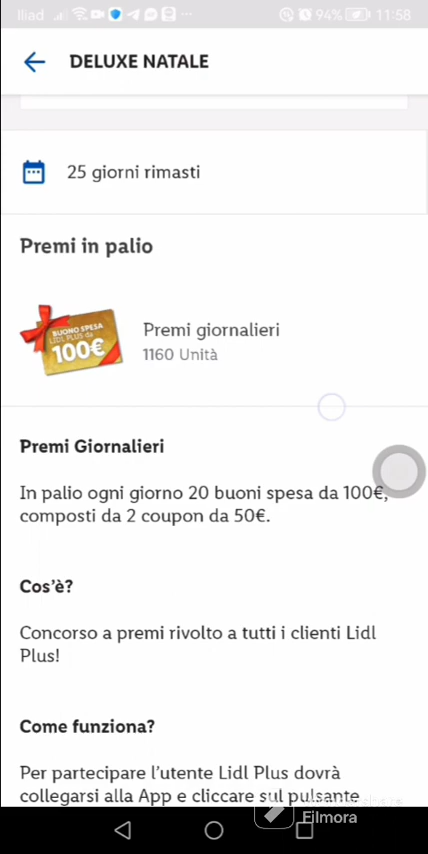 Iliad 94% 11:58
DELUXE NATALE
25 giorni rimasti
Premi in palio
BUONO SPESA
LIDL PLUS da
100€
Premi giornalieri
1160 Unità
Premi Giornalieri
In palio ogni giorno 20 buoni spesa da 100€,
composti da 2 coupon da 50€.
Cos'è?
Concorso a premi rivolto a tutti i clienti Lidl
Plus!
Come funziona?
Per partecipare l'utente Lidl Plus dovrà
collegarsi alla App e cliccare sul pulsante
Filmora